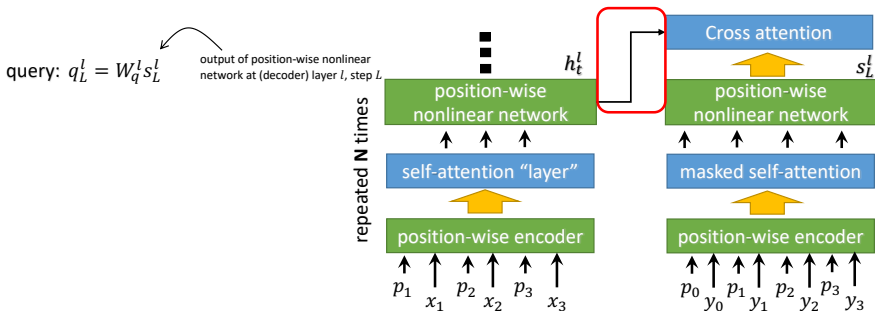 query: $q_L^l = W_q^l s_L^l$
output of position-wise nonlinear
network at (decoder) layer $l$, step $L$
repeated N times
$h_t^l$
position-wise
nonlinear network
self-attention “layer”
position-wise encoder
$p_1$ $x_1$ $p_2$ $x_2$ $p_3$ $x_3$
Cross attention
$s_L^l$
position-wise
nonlinear network
masked self-attention
position-wise encoder
$p_0$ $y_0$ $p_1$ $y_1$ $p_2$ $y_2$ $p_3$ $y_3$